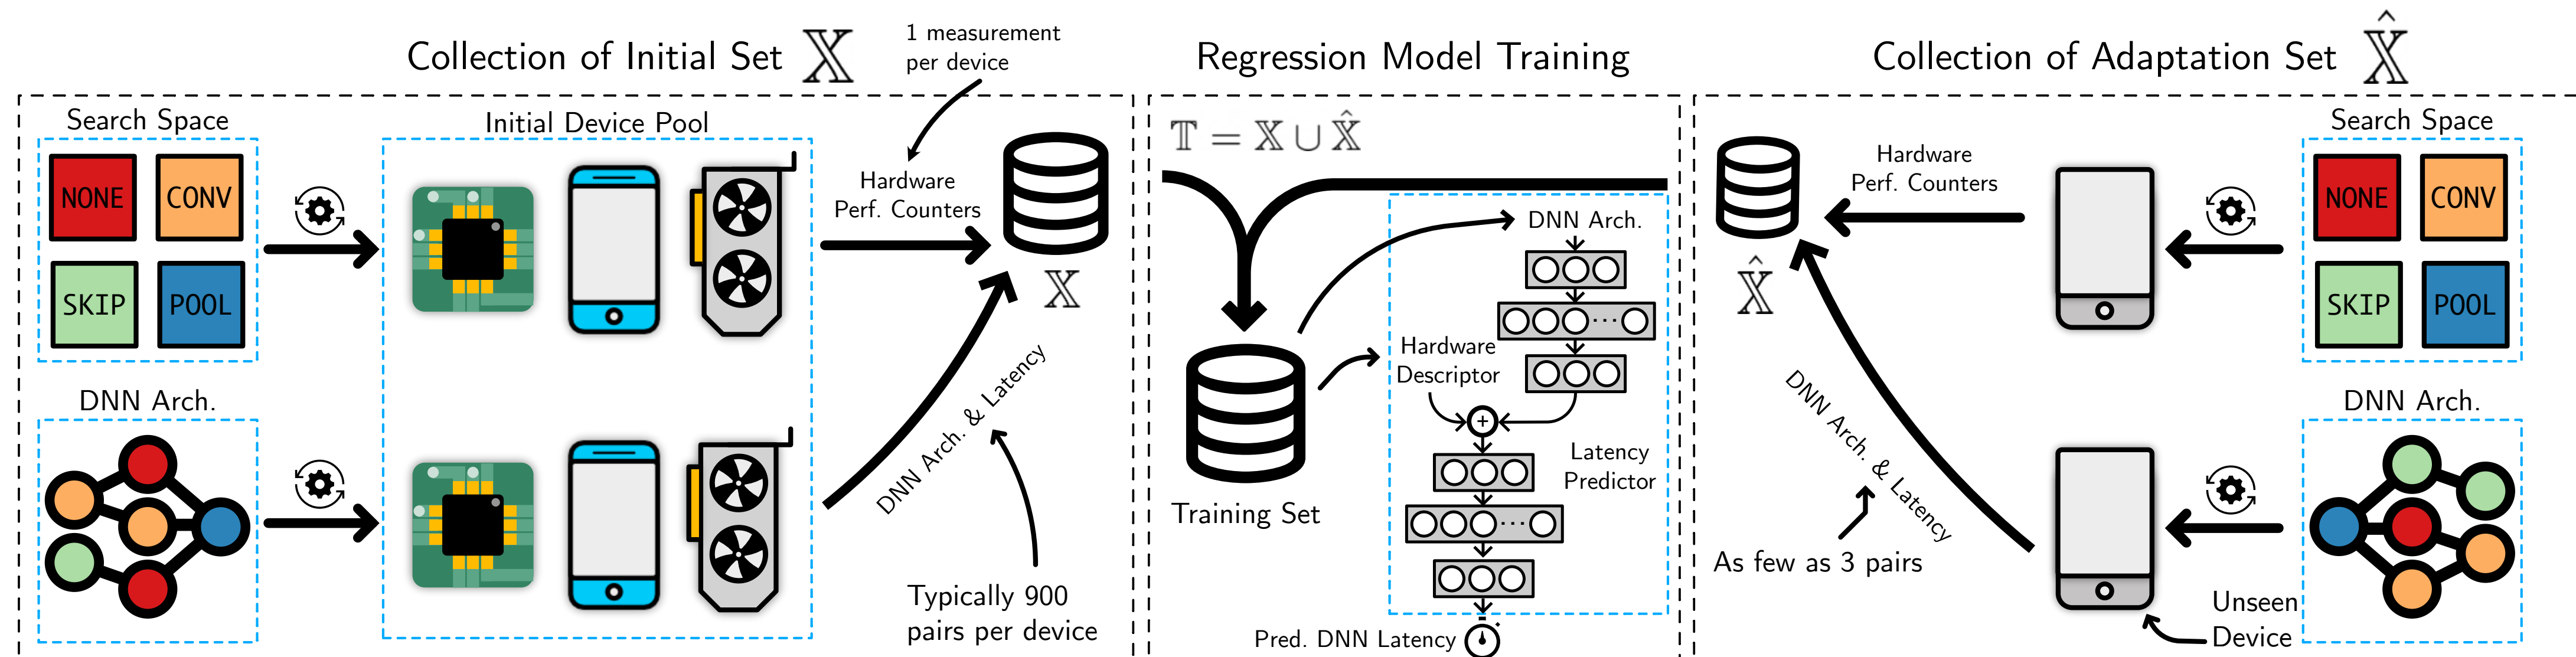 Collection of Initial Set 𝕏
1 measurement
per device
Search Space
NONE
CONV
SKIP
POOL
Initial Device Pool
Hardware
Perf. Counters
𝕏
DNN Arch.
DNN Arch. & Latency
Typically 900
pairs per device
Regression Model Training
𝕋 = 𝕏 ∪ 𝕏̂
DNN Arch.
Hardware
Descriptor
+
Latency
Predictor
Training Set
Pred. DNN Latency
Collection of Adaptation Set 𝕏̂
Hardware
Perf. Counters
𝕏̂
Search Space
NONE
CONV
SKIP
POOL
DNN Arch. & Latency
As few as 3 pairs
DNN Arch.
Unseen
Device